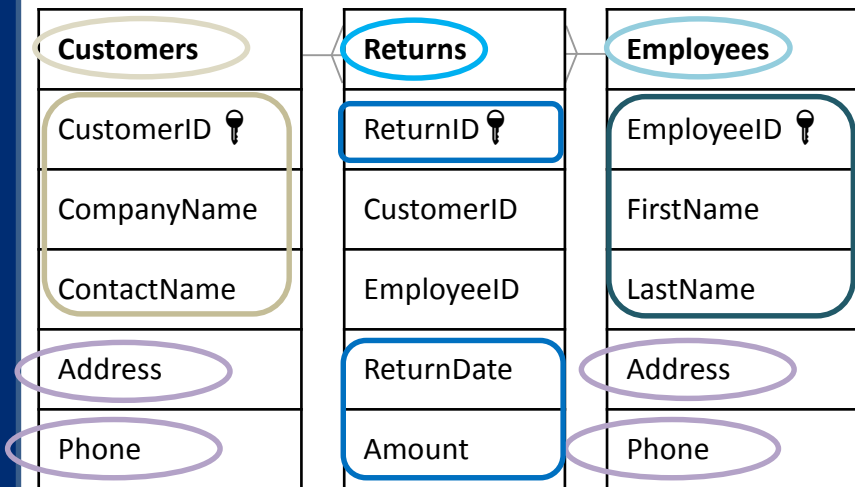 Customers
CustomerID
CompanyName
ContactName
Address
Phone
Returns
ReturnID
CustomerID
EmployeeID
ReturnDate
Amount
Employees
EmployeeID
FirstName
LastName
Address
Phone